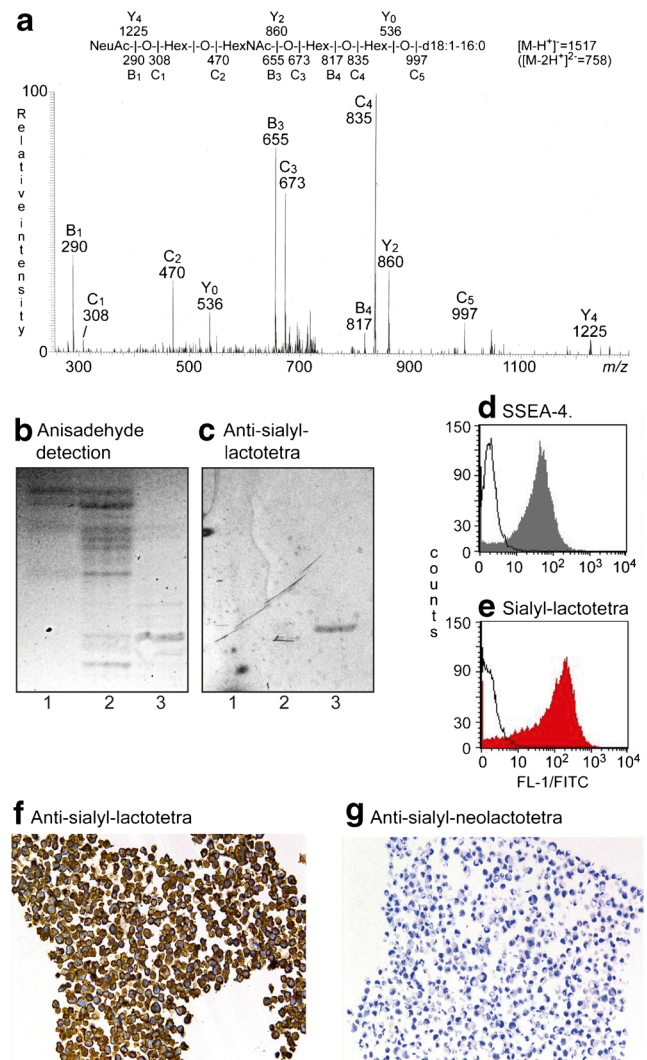 a
Y4 Y2 Y0
1225 860 536
NeuAc-|-O-|-Hex-|-O-|-HexNAc-|-O-|-Hex-|-O-|-Hex-|-O-|-d18:1-16:0 [M-H⁺]⁻=1517
290 308 470 655 673 817 835 997 ([M-2H⁺]²⁻=758)
B1 C1 C2 B3 C3 B4 C4 C5
100
Relative intensity
0
B1
290
C1
308
C2
470
Y0
536
B3
655
C3
673
B4
817
C4
835
Y2
860
C5
997
Y4
1225
300 500 700 900 1100 m/z
b Anisadehyde
detection
1 2 3
c Anti-sialyl-
lactotetra
1 2 3
d SSEA-4.
150
90
30
0
0 10 10² 10³ 10⁴
counts
e Sialyl-lactotetra
150
90
30
0
0 10 10² 10³ 10⁴
FL-1/FITC
f Anti-sialyl-lactotetra
g Anti-sialyl-neolactotetra